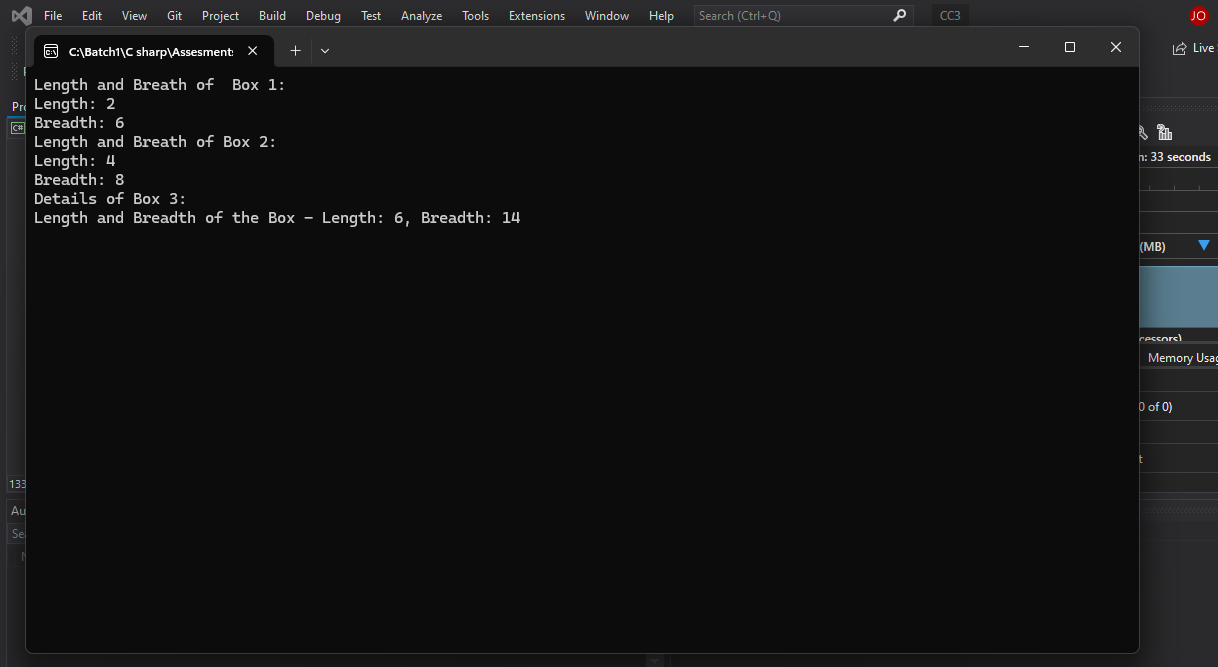 File Edit View Git Project Build Debug Test Analyze Tools Extensions Window Help Search (Ctrl+Q) CC3 JO
C:\Batch1\C sharp\Assesment
Live
Length and Breath of  Box 1:
Length: 2
Breadth: 6
Length and Breath of Box 2:
Length: 4
Breadth: 8
Details of Box 3:
Length and Breadth of the Box - Length: 6, Breadth: 14
33 seconds
(MB)
Memory
0 of 0)
133
Au